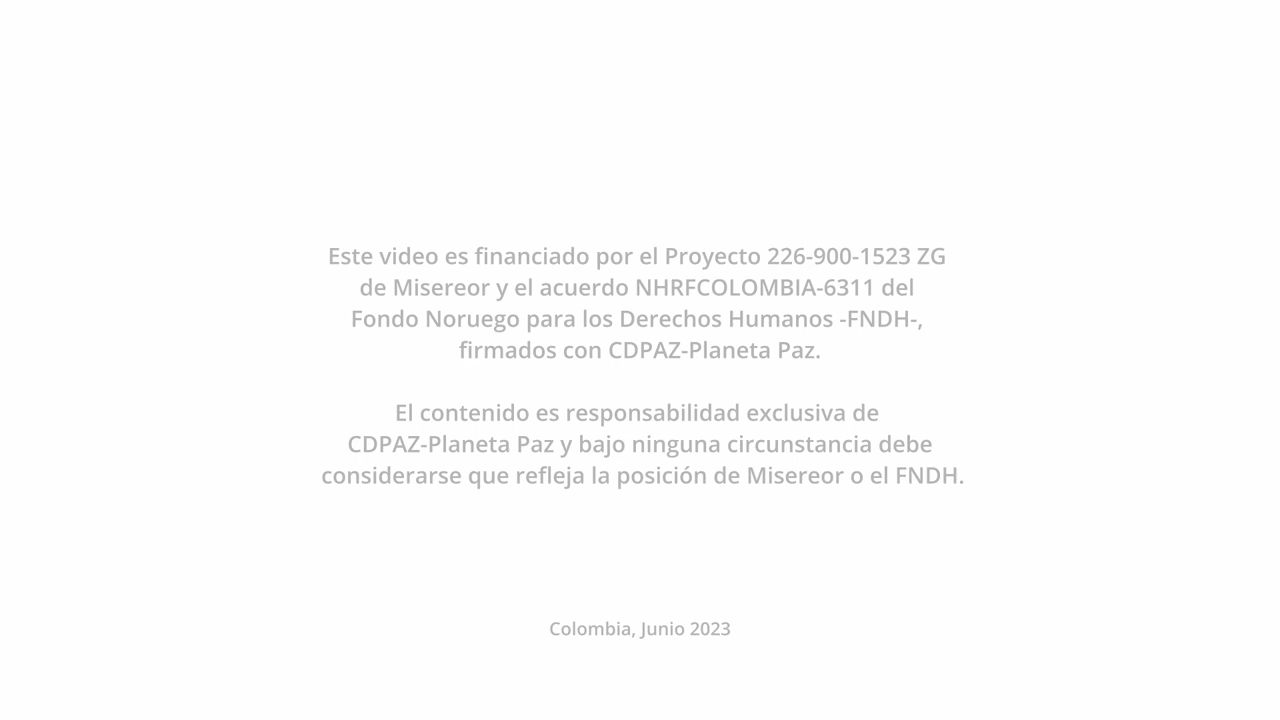 Este video es financiado por el Proyecto 226-900-1523 ZG
de Misereor y el acuerdo NHRFCOLOMBIA-6311 del
Fondo Noruego para los Derechos Humanos -FNDH-,
firmados con CDPAZ-Planeta Paz.
El contenido es responsabilidad exclusiva de
CDPAZ-Planeta Paz y bajo ninguna circunstancia debe
considerarse que refleja la posición de Misereor o el FNDH.
Colombia, Junio 2023